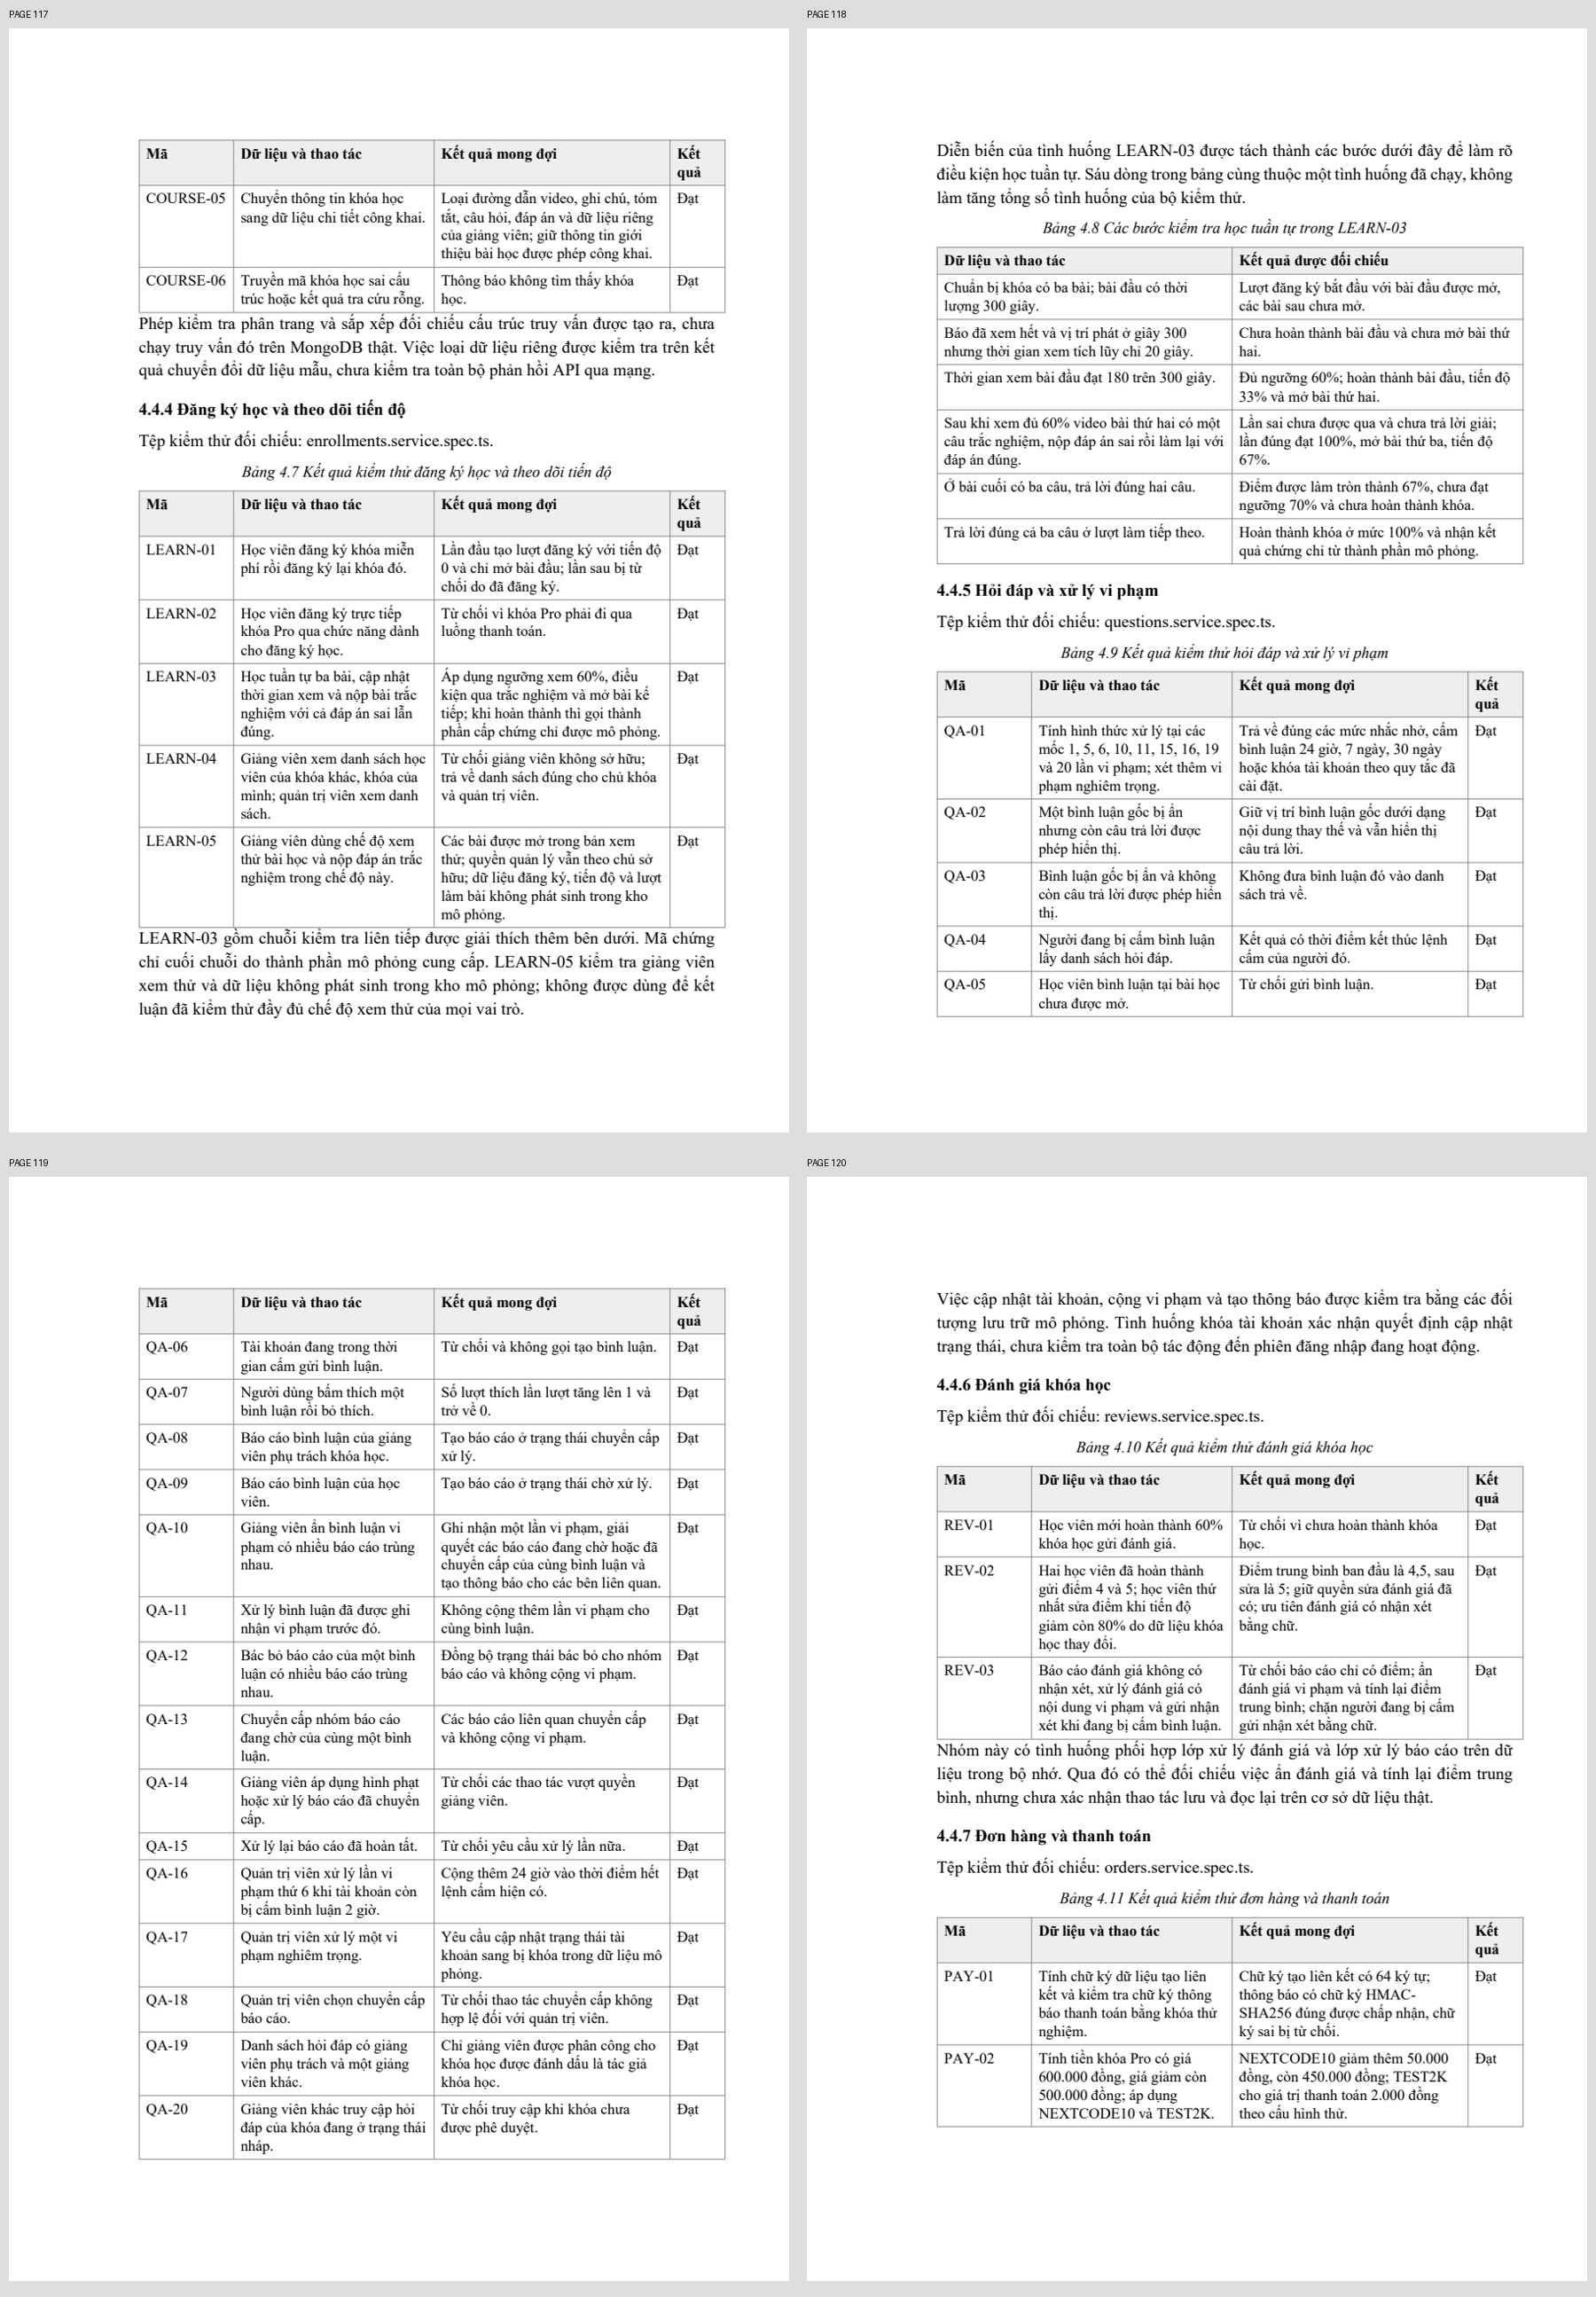 PAGE 117
Mã Dữ liệu và thao tác Kết quả mong đợi Kết
quả
COURSE-05 Chuyển thông tin khóa học Loại đường dẫn video, ghi chú, tóm Đạt
sang dữ liệu chi tiết công khai. tắt, câu hỏi, đáp án và dữ liệu riêng
của giảng viên; giữ thông tin giới
thiệu bài học được phép công khai.
COURSE-06 Truyền mã khóa học sai cấu Thông báo không tìm thấy khóa Đạt
trúc hoặc kết quả tra cứu rỗng. học.
Phép kiểm tra phân trang và sắp xếp đối chiếu cấu trúc truy vấn được tạo ra, chưa
chạy truy vấn đó trên MongoDB thật. Việc loại dữ liệu riêng được kiểm tra trên kết
quả chuyển đổi dữ liệu mẫu, chưa kiểm tra toàn bộ phản hồi API qua mạng.
4.4.4 Đăng ký học và theo dõi tiến độ
Tệp kiểm thử đối chiếu: enrollments.service.spec.ts.
Bảng 4.7 Kết quả kiểm thử đăng ký học và theo dõi tiến độ
Mã Dữ liệu và thao tác Kết quả mong đợi Kết
quả
LEARN-01 Học viên đăng ký khóa miễn Lần đầu tạo lượt đăng ký với tiến độ Đạt
phí rồi đăng ký lại khóa đó. 0 và chỉ mở bài đầu; lần sau bị từ
chối do đã đăng ký.
LEARN-02 Học viên đăng ký trực tiếp Từ chối vì khóa Pro phải đi qua Đạt
khóa Pro qua chức năng dành luồng thanh toán.
cho đăng ký học.
LEARN-03 Học tuần tự ba bài, cập nhật Áp dụng ngưỡng xem 60%, điều Đạt
thời gian xem và nộp bài trắc kiện qua trắc nghiệm và mở bài kế
nghiệm với cả đáp án sai lẫn tiếp; khi hoàn thành thì gọi thành
đúng. phần cấp chứng chỉ được mô phỏng.
LEARN-04 Giảng viên xem danh sách học Từ chối giảng viên không sở hữu; Đạt
viên của khóa khác, khóa của trả về danh sách đúng cho chủ khóa
mình; quản trị viên xem danh và quản trị viên.
sách.
LEARN-05 Giảng viên dùng chế độ xem Các bài được mở trong bản xem Đạt
thử bài học và nộp đáp án trắc thử; quyền quản lý vẫn theo chủ sở
nghiệm trong chế độ này. hữu; dữ liệu đăng ký, tiến độ và lượt
làm bài không phát sinh trong kho
mô phỏng.
LEARN-03 gồm chuỗi kiểm tra liên tiếp được giải thích thêm bên dưới. Mã chứng
chỉ cuối chuỗi do thành phần mô phỏng cung cấp. LEARN-05 kiểm tra giảng viên
xem thử và dữ liệu không phát sinh trong kho mô phỏng; không được dùng để kết
luận đã kiểm thử đầy đủ chế độ xem thử của mọi vai trò.
PAGE 118
Diễn biến của tình huống LEARN-03 được tách thành các bước dưới đây để làm rõ
điều kiện học tuần tự. Sáu dòng trong bảng cùng thuộc một tình huống đã chạy, không
làm tăng tổng số tình huống của bộ kiểm thử.
Bảng 4.8 Các bước kiểm tra học tuần tự trong LEARN-03
Dữ liệu và thao tác Kết quả được đối chiếu
Chuẩn bị khóa có ba bài; bài đầu có thời Lượt đăng ký bắt đầu với bài đầu được mở,
lượng 300 giây. các bài sau chưa mở.
Báo đã xem hết và vị trí phát ở giây 300 Chưa hoàn thành bài đầu và chưa mở bài thứ
nhưng thời gian xem tích lũy chỉ 20 giây. hai.
Thời gian xem bài đầu đạt 180 trên 300 giây. Đủ ngưỡng 60%; hoàn thành bài đầu, tiến độ
33% và mở bài thứ hai.
Sau khi xem đủ 60% video bài thứ hai có một Lần sai chưa được qua và chưa trả lời giải;
câu trắc nghiệm, nộp đáp án sai rồi làm lại với lần đúng đạt 100%, mở bài thứ ba, tiến độ
đáp án đúng. 67%.
Ở bài cuối có ba câu, trả lời đúng hai câu. Điểm được làm tròn thành 67%, chưa đạt
ngưỡng 70% và chưa hoàn thành khóa.
Trả lời đúng cả ba câu ở lượt làm tiếp theo. Hoàn thành khóa ở mức 100% và nhận kết
quả chứng chỉ từ thành phần mô phỏng.
4.4.5 Hỏi đáp và xử lý vi phạm
Tệp kiểm thử đối chiếu: questions.service.spec.ts.
Bảng 4.9 Kết quả kiểm thử hỏi đáp và xử lý vi phạm
Mã Dữ liệu và thao tác Kết quả mong đợi Kết
quả
QA-01 Tính hình thức xử lý tại các Trả về đúng các mức nhắc nhở, cấm Đạt
mốc 1, 5, 6, 10, 11, 15, 16, 19 bình luận 24 giờ, 7 ngày, 30 ngày
và 20 lần vi phạm; xét thêm vi hoặc khóa tài khoản theo quy tắc đã
phạm nghiêm trọng. cài đặt.
QA-02 Một bình luận gốc bị ẩn Giữ vị trí bình luận gốc dưới dạng Đạt
nhưng còn câu trả lời được nội dung thay thế và vẫn hiển thị
phép hiển thị. câu trả lời.
QA-03 Bình luận gốc bị ẩn và không Không đưa bình luận đó vào danh Đạt
còn câu trả lời được phép hiển sách trả về.
thị.
QA-04 Người đang bị cấm bình luận Kết quả có thời điểm kết thúc lệnh Đạt
lấy danh sách hỏi đáp. cấm của người đó.
QA-05 Học viên bình luận tại bài học Từ chối gửi bình luận. Đạt
chưa được mở.
PAGE 119
Mã Dữ liệu và thao tác Kết quả mong đợi Kết
quả
QA-06 Tài khoản đang trong thời Từ chối và không gọi tạo bình luận. Đạt
gian cấm gửi bình luận.
QA-07 Người dùng bấm thích một Số lượt thích lần lượt tăng lên 1 và Đạt
bình luận rồi bỏ thích. trở về 0.
QA-08 Báo cáo bình luận của giảng Tạo báo cáo ở trạng thái chuyển cấp Đạt
viên phụ trách khóa học. xử lý.
QA-09 Báo cáo bình luận của học Tạo báo cáo ở trạng thái chờ xử lý. Đạt
viên.
QA-10 Giảng viên ẩn bình luận vi Ghi nhận một lần vi phạm, giải Đạt
phạm có nhiều báo cáo trùng quyết các báo cáo đang chờ hoặc đã
nhau. chuyển cấp của cùng bình luận và
tạo thông báo cho các bên liên quan.
QA-11 Xử lý bình luận đã được ghi Không cộng thêm lần vi phạm cho Đạt
nhận vi phạm trước đó. cùng bình luận.
QA-12 Bác bỏ báo cáo của một bình Đồng bộ trạng thái bác bỏ cho nhóm Đạt
luận có nhiều báo cáo trùng báo cáo và không cộng vi phạm.
nhau.
QA-13 Chuyển cấp nhóm báo cáo Các báo cáo liên quan chuyển cấp Đạt
đang chờ của cùng một bình và không cộng vi phạm.
luận.
QA-14 Giảng viên áp dụng hình phạt Từ chối các thao tác vượt quyền Đạt
hoặc xử lý báo cáo đã chuyển giảng viên.
cấp.
QA-15 Xử lý lại báo cáo đã hoàn tất. Từ chối yêu cầu xử lý lần nữa. Đạt
QA-16 Quản trị viên xử lý lần vi Cộng thêm 24 giờ vào thời điểm hết Đạt
phạm thứ 6 khi tài khoản còn lệnh cấm hiện có.
bị cấm bình luận 2 giờ.
QA-17 Quản trị viên xử lý một vi Yêu cầu cập nhật trạng thái tài Đạt
phạm nghiêm trọng. khoản sang bị khóa trong dữ liệu mô
phỏng.
QA-18 Quản trị viên chọn chuyển cấp Từ chối thao tác chuyển cấp không Đạt
báo cáo. hợp lệ đối với quản trị viên.
QA-19 Danh sách hỏi đáp có giảng Chỉ giảng viên được phân công cho Đạt
viên phụ trách và một giảng khóa học được đánh dấu là tác giả
viên khác. khóa học.
QA-20 Giảng viên khác truy cập hỏi Từ chối truy cập khi khóa chưa Đạt
đáp của khóa đang ở trạng thái được phê duyệt.
nháp.
PAGE 120
Việc cập nhật tài khoản, cộng vi phạm và tạo thông báo được kiểm tra bằng các đối
tượng lưu trữ mô phỏng. Tình huống khóa tài khoản xác nhận quyết định cập nhật
trạng thái, chưa kiểm tra toàn bộ tác động đến phiên đăng nhập đang hoạt động.
4.4.6 Đánh giá khóa học
Tệp kiểm thử đối chiếu: reviews.service.spec.ts.
Bảng 4.10 Kết quả kiểm thử đánh giá khóa học
Mã Dữ liệu và thao tác Kết quả mong đợi Kết
quả
REV-01 Học viên mới hoàn thành 60% Từ chối vì chưa hoàn thành khóa Đạt
khóa học gửi đánh giá. học.
REV-02 Hai học viên đã hoàn thành Điểm trung bình ban đầu là 4,5, sau Đạt
gửi điểm 4 và 5; học viên thứ sửa là 5; giữ quyền sửa đánh giá đã
nhất sửa điểm khi tiến độ có; ưu tiên đánh giá có nhận xét
giảm còn 80% do dữ liệu khóa bằng chữ.
học thay đổi.
REV-03 Báo cáo đánh giá không có Từ chối báo cáo chỉ có điểm; ẩn Đạt
nhận xét, xử lý đánh giá có đánh giá vi phạm và tính lại điểm
nội dung vi phạm và gửi nhận trung bình; chặn người đang bị cấm
xét khi đang bị cấm bình luận. gửi nhận xét bằng chữ.
Nhóm này có tình huống phối hợp lớp xử lý đánh giá và lớp xử lý báo cáo trên dữ
liệu trong bộ nhớ. Qua đó có thể đối chiếu việc ẩn đánh giá và tính lại điểm trung
bình, nhưng chưa xác nhận thao tác lưu và đọc lại trên cơ sở dữ liệu thật.
4.4.7 Đơn hàng và thanh toán
Tệp kiểm thử đối chiếu: orders.service.spec.ts.
Bảng 4.11 Kết quả kiểm thử đơn hàng và thanh toán
Mã Dữ liệu và thao tác Kết quả mong đợi Kết
quả
PAY-01 Tính chữ ký dữ liệu tạo liên Chữ ký tạo liên kết có 64 ký tự; Đạt
kết và kiểm tra chữ ký thông thông báo có chữ ký HMAC-
báo thanh toán bằng khóa thử SHA256 đúng được chấp nhận, chữ
nghiệm. ký sai bị từ chối.
PAY-02 Tính tiền khóa Pro có giá NEXTCODE10 giảm thêm 50.000 Đạt
600.000 đồng, giá giảm còn đồng, còn 450.000 đồng; TEST2K
500.000 đồng; áp dụng cho giá trị thanh toán 2.000 đồng
NEXTCODE10 và TEST2K. theo cấu hình thử.